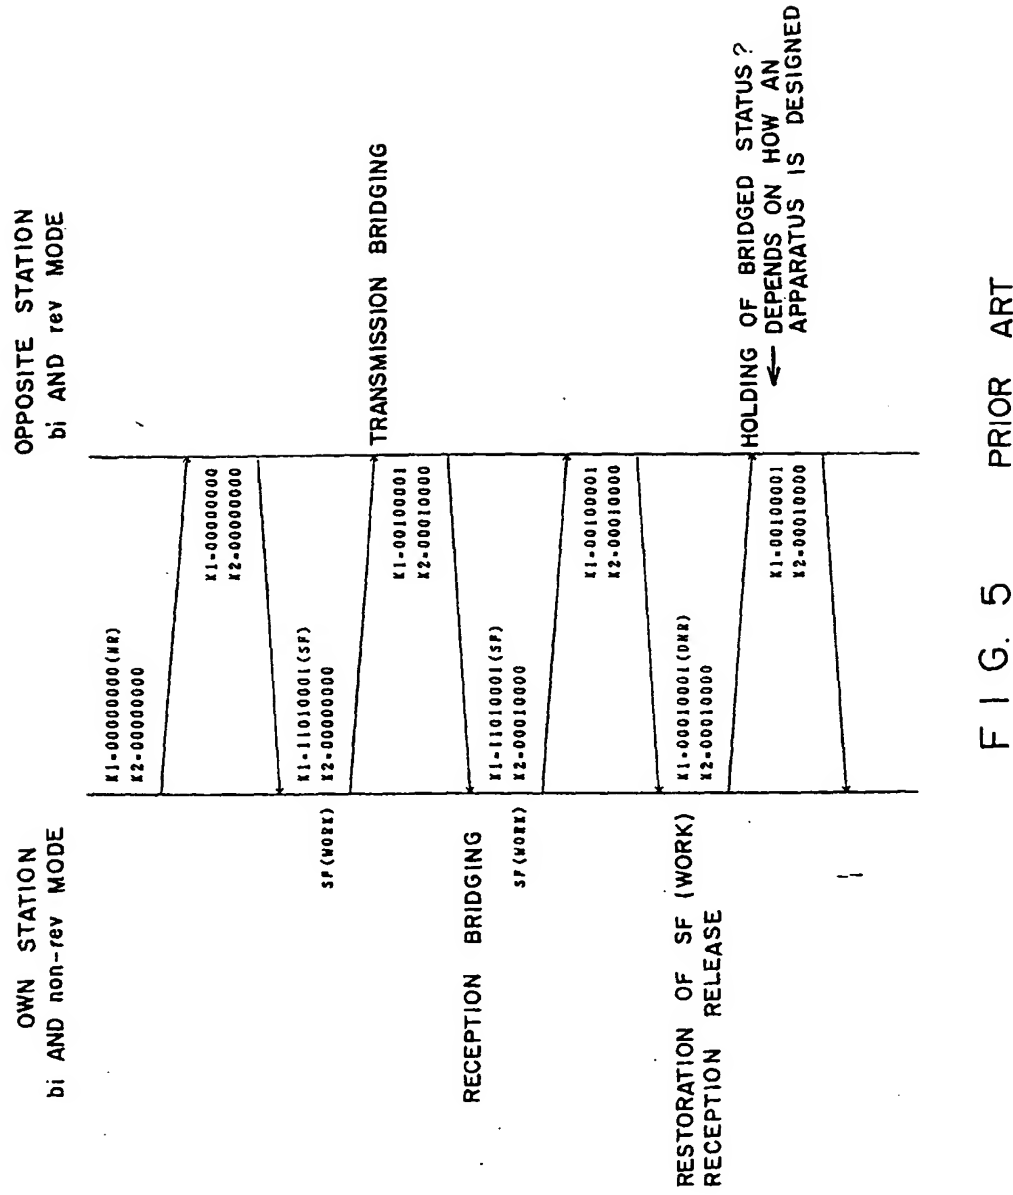 OWN STATION
bi AND non-rev MODE
OPPOSITE STATION
bi AND rev MODE
K1=00000000(NR)
K2=00000000
K1=00000000
K2=00000000
K1=11010001(SF)
K2=00000000
SF(WORK)
TRANSMISSION BRIDGING
K1=00100001
K2=00010000
RECEPTION BRIDGING
K1=11010001(SF)
K2=00010000
SF(WORK)
K1=00100001
K2=00010000
RESTORATION OF SF (WORK)
RECEPTION RELEASE
K1=00010001(DNR)
K2=00010000
HOLDING OF BRIDGED STATUS?
← DEPENDS ON HOW AN
APPARATUS IS DESIGNED
K1=00100001
K2=00010000
FIG. 5 PRIOR ART